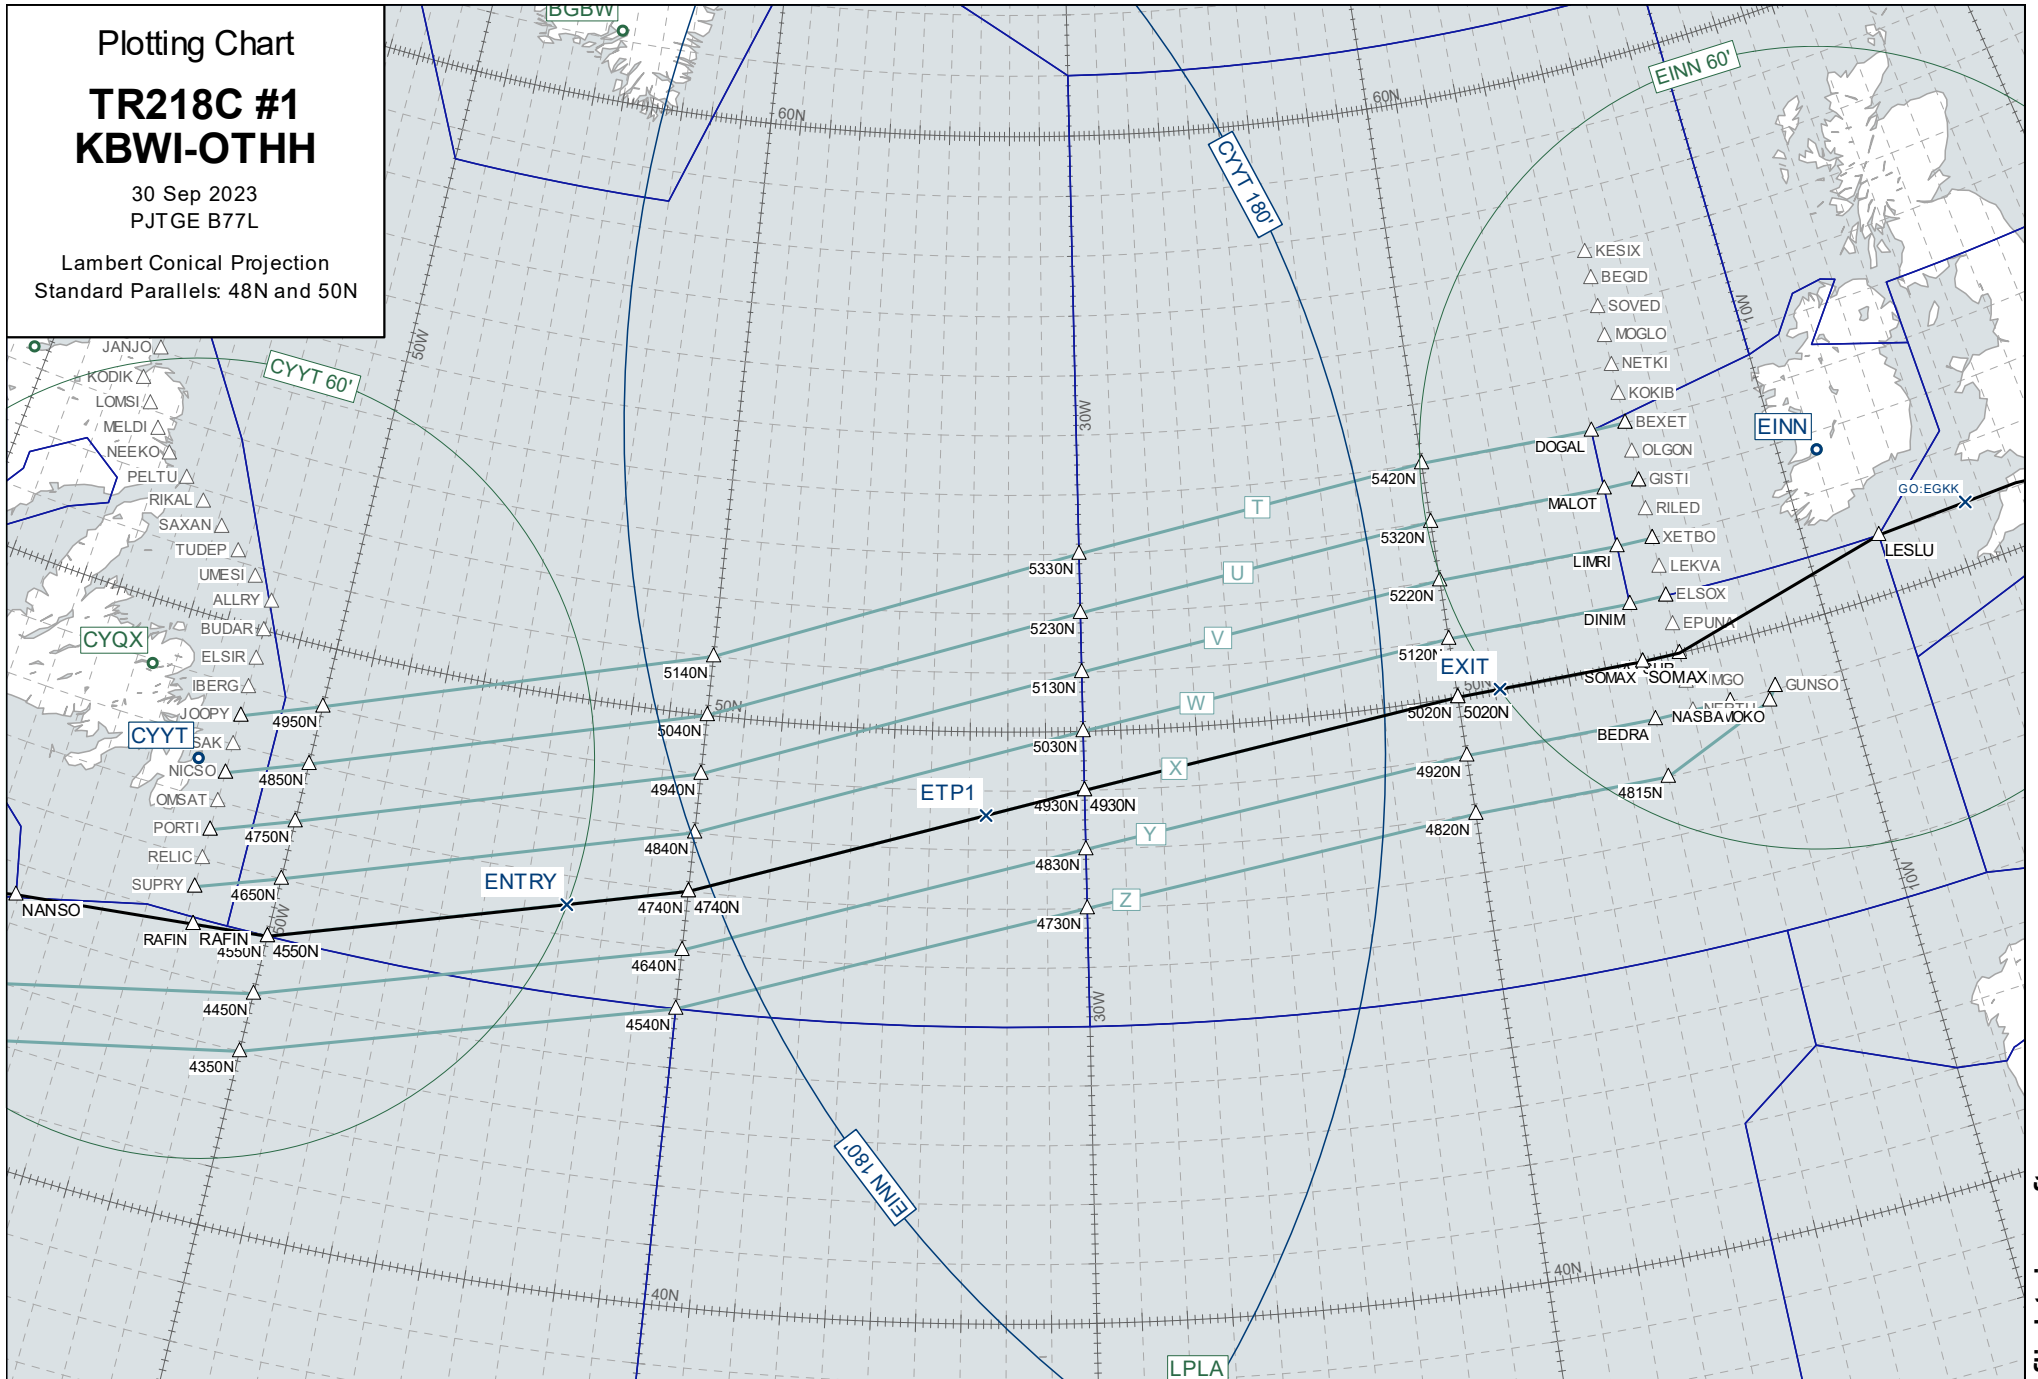 Plotting Chart
TR218C #1
KBWI-OTHH
30 Sep 2023
PJTGE B77L
Lambert Conical Projection
Standard Parallels: 48N and 50N
BGBW
60N
60N
EINN 60'
CYYT 180'
KESIX
BEGID
SOVED
MOGLO
NETKI
KOKIB
BEXET
OLGON
GISTI
RILED
XETBO
LEKVA
ELSOX
EPUNA
10W
50W
30W
CYYT 60'
JANJO
KODIK
LOMSI
MELDI
NEEKO
PELTU
RIKAL
SAXAN
TUDEP
UMESI
ALLRY
BUDAR
ELSIR
IBERG
JOOPY
SAK
NICSO
OMSAT
PORTI
RELIC
SUPRY
CYQX
CYYT
EINN
GO:EGKK
LESLU
DOGAL
MALOT
LIMRI
DINIM
SOMAX
SOMAX
GUNSO
NASBA
MOKO
BEDRA
4815N
T
U
V
W
X
Y
Z
5420N
5320N
5220N
5120N
EXIT
50N
5020N
5020N
4920N
4820N
5330N
5230N
5130N
5030N
4930N
4930N
4830N
4730N
ETP1
5140N
50N
5040N
4940N
4840N
4740N
4740N
4640N
4540N
ENTRY
4950N
4850N
4750N
4650N
50W
4550N
4550N
4450N
4350N
NANSO
RAFIN
RAFIN
30W
10W
EINN 180'
40N
40N
LPLA